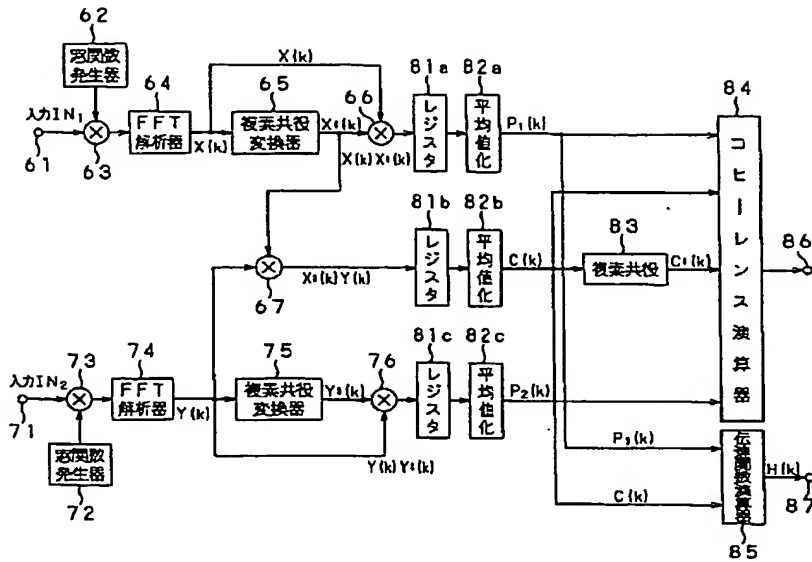 62
窓関数
発生器
入力IN₁
61
63
64
FFT
解析器
X(k)
X(k)
65
複素共役
変換器
X*(k)
66
X(k)X*(k)
81a
レジスタ
82a
平均値化
P₁(k)
84
コヒーレンス演算器
86
67
X*(k)Y(k)
81b
レジスタ
82b
平均値化
C(k)
83
複素共役
C*(k)
73
入力IN₂
71
74
FFT
解析器
Y(k)
75
複素共役
変換器
Y*(k)
76
Y(k)Y*(k)
81c
レジスタ
82c
平均値化
P₂(k)
窓関数
発生器
72
P₁(k)
C(k)
伝達関数演算器
85
H(k)
87